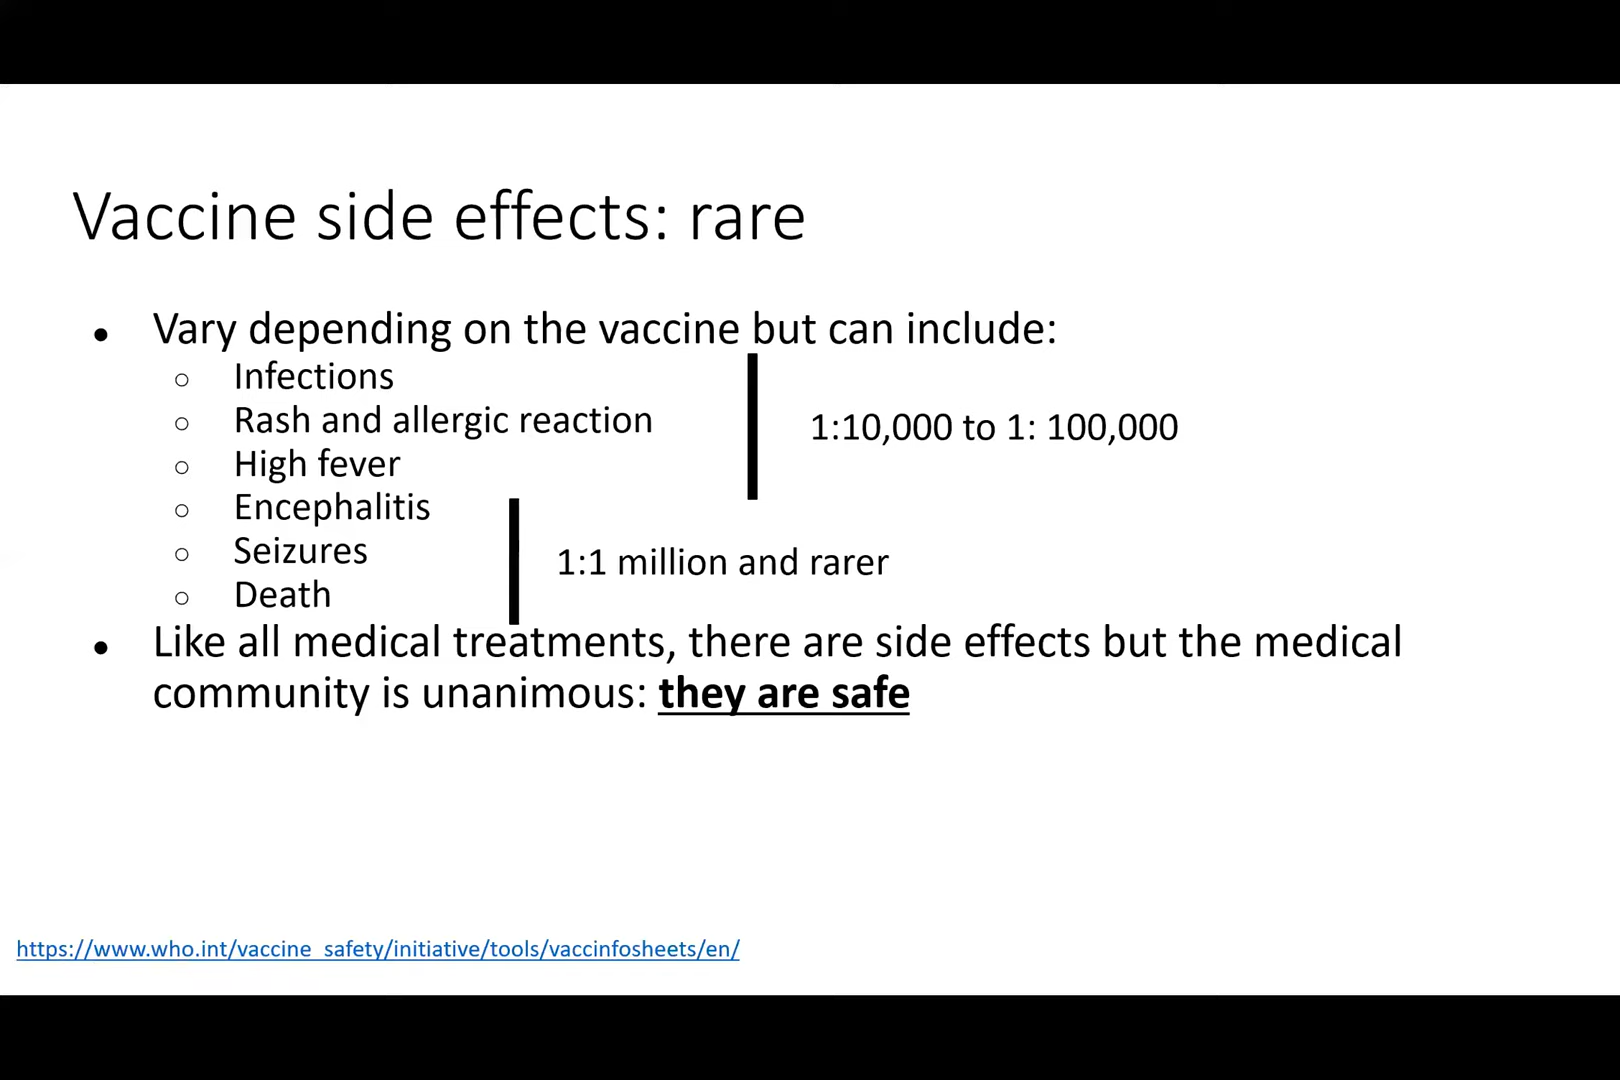 Vaccine side effects: rare
● Vary depending on the vaccine but can include:
○ Infections
○ Rash and allergic reaction
1:10,000 to 1: 100,000
○ High fever
○ Encephalitis
○ Seizures
1:1 million and rarer
○ Death
● Like all medical treatments, there are side effects but the medical
community is unanimous: they are safe
https://www.who.int/vaccine_safety/initiative/tools/vaccinfosheets/en/